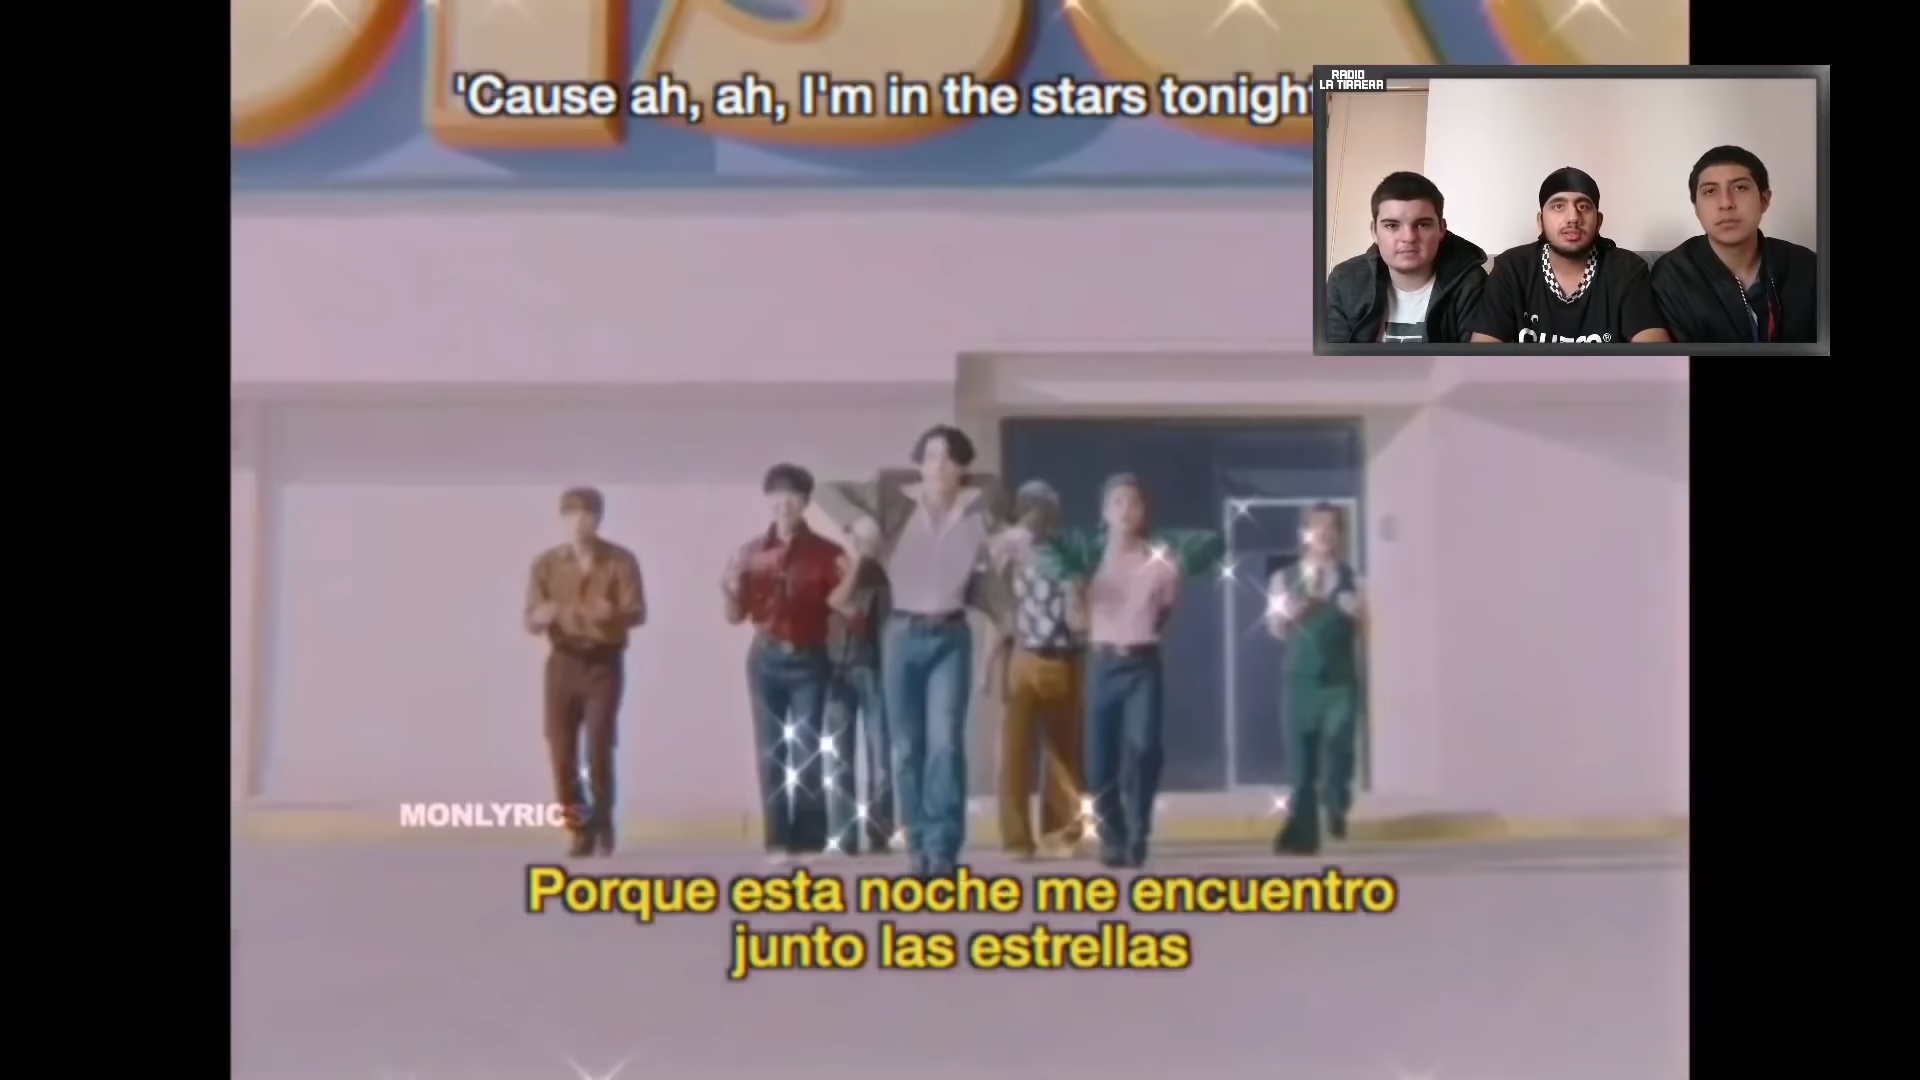 'Cause ah, ah, I'm in the stars tonight
RADIO
LA TIRAERA
MONLYRICS
Porque esta noche me encuentro
junto las estrellas